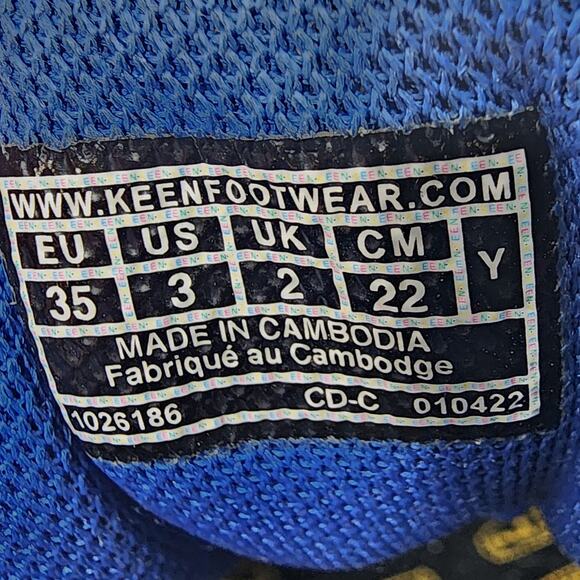 WWW.KEENFOOTWEAR.COM
EU US UK CM Y
35 3 2 22
MADE IN CAMBODIA
Fabriqué au Cambodge
1026186 CD-C 010422